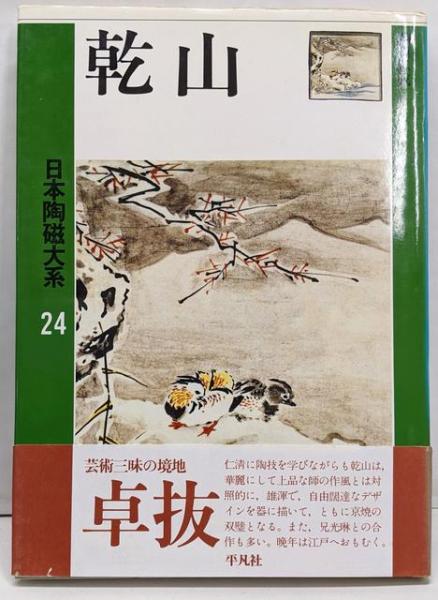 乾山
日本陶磁大系
24
芸術三昧の境地
卓抜
仁清に陶技を学びながらも乾山は，
華麗にして上品な師の作風とは対
照的に，雄渾で，自由闊達なデザ
インを器に描いて，ともに京焼の
双璧となる。また，兄光琳との合
作も多い。晩年は江戸へおもむく。
平凡社